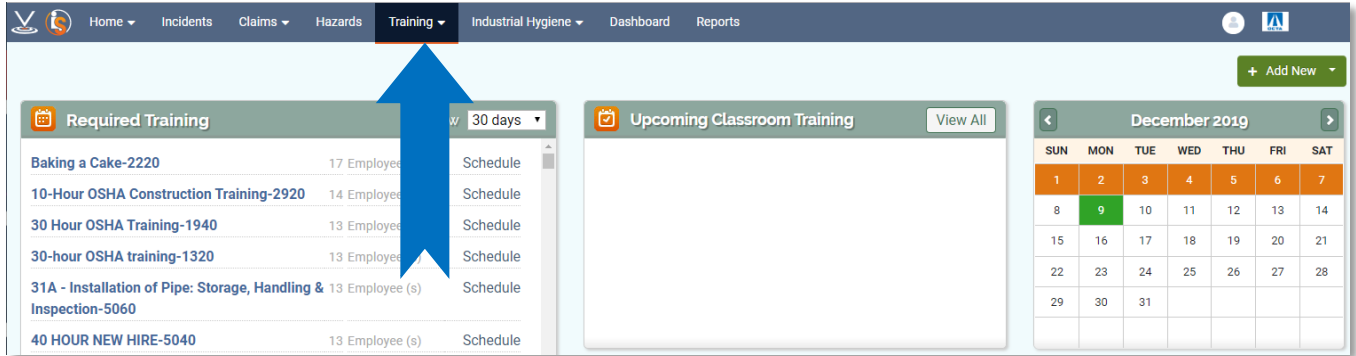 Home Incidents Claims Hazards Training Industrial Hygiene Dashboard Reports
+ Add New
Required Training
30 days
Baking a Cake-2220 17 Employee Schedule
10-Hour OSHA Construction Training-2920 14 Employee Schedule
30 Hour OSHA Training-1940 13 Employee Schedule
30-hour OSHA training-1320 13 Employee Schedule
31A - Installation of Pipe: Storage, Handling & 13 Employee (s) Schedule
Inspection-5060
40 HOUR NEW HIRE-5040 13 Employee (s) Schedule
Upcoming Classroom Training View All
December 2019
SUN MON TUE WED THU FRI SAT
1 2 3 4 5 6 7
8 9 10 11 12 13 14
15 16 17 18 19 20 21
22 23 24 25 26 27 28
29 30 31